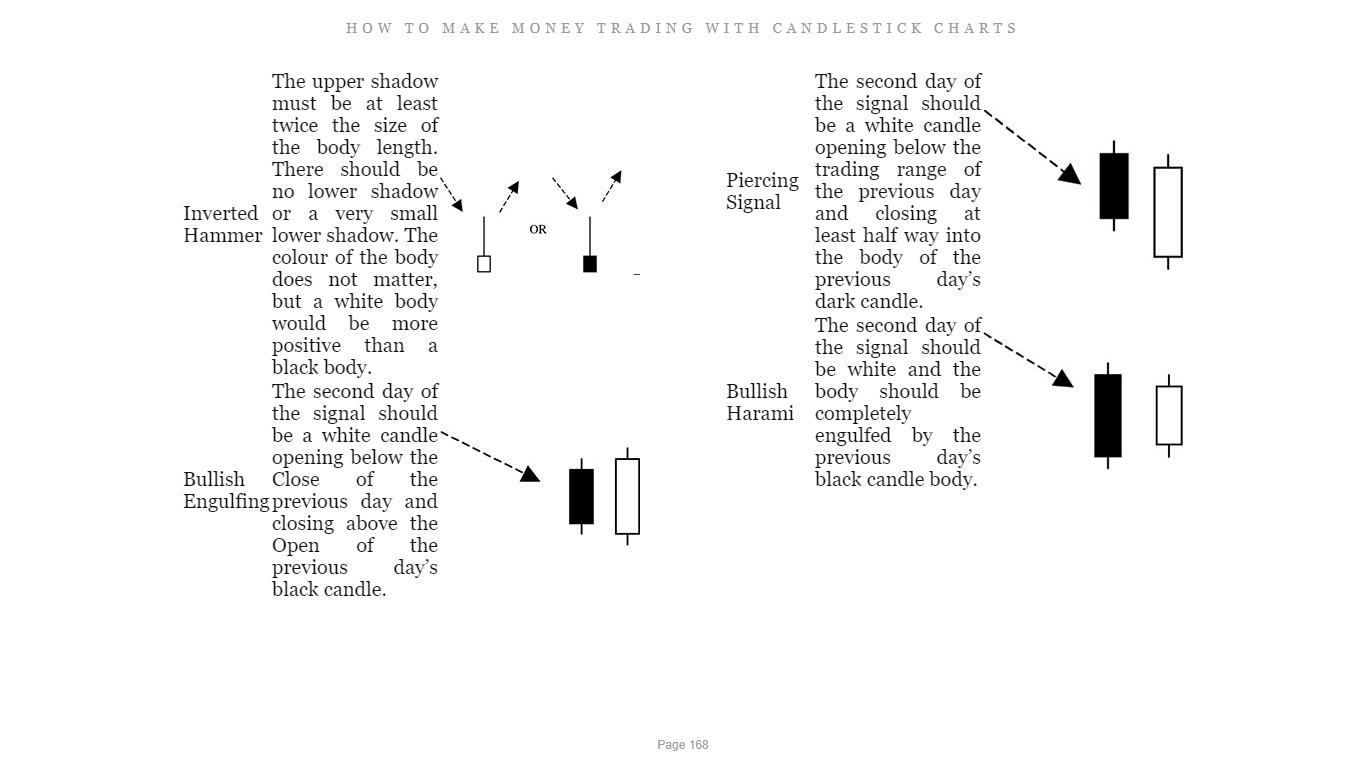 HOW TO MAKE MONEY TRADING WITH CANDLESTICK CHARTS
Inverted
Hammer
The upper shadow
must be at least
twice the size of
the body length.
There should be
no lower shadow
or a very small
lower shadow. The
colour of the body
does not matter,
but a white body
would be more
positive than a
black body.
OR
Bullish
Engulfing
The second day of
the signal should
be a white candle
opening below the
Close of the
previous day and
closing above the
Open of the
previous day’s
black candle.
Piercing
Signal
The second day of
the signal should
be a white candle
opening below the
trading range of
the previous day
and closing at
least half way into
the body of the
previous day’s
dark candle.
Bullish
Harami
The second day of
the signal should
be white and the
body should be
completely
engulfed by the
previous day’s
black candle body.
Page 168